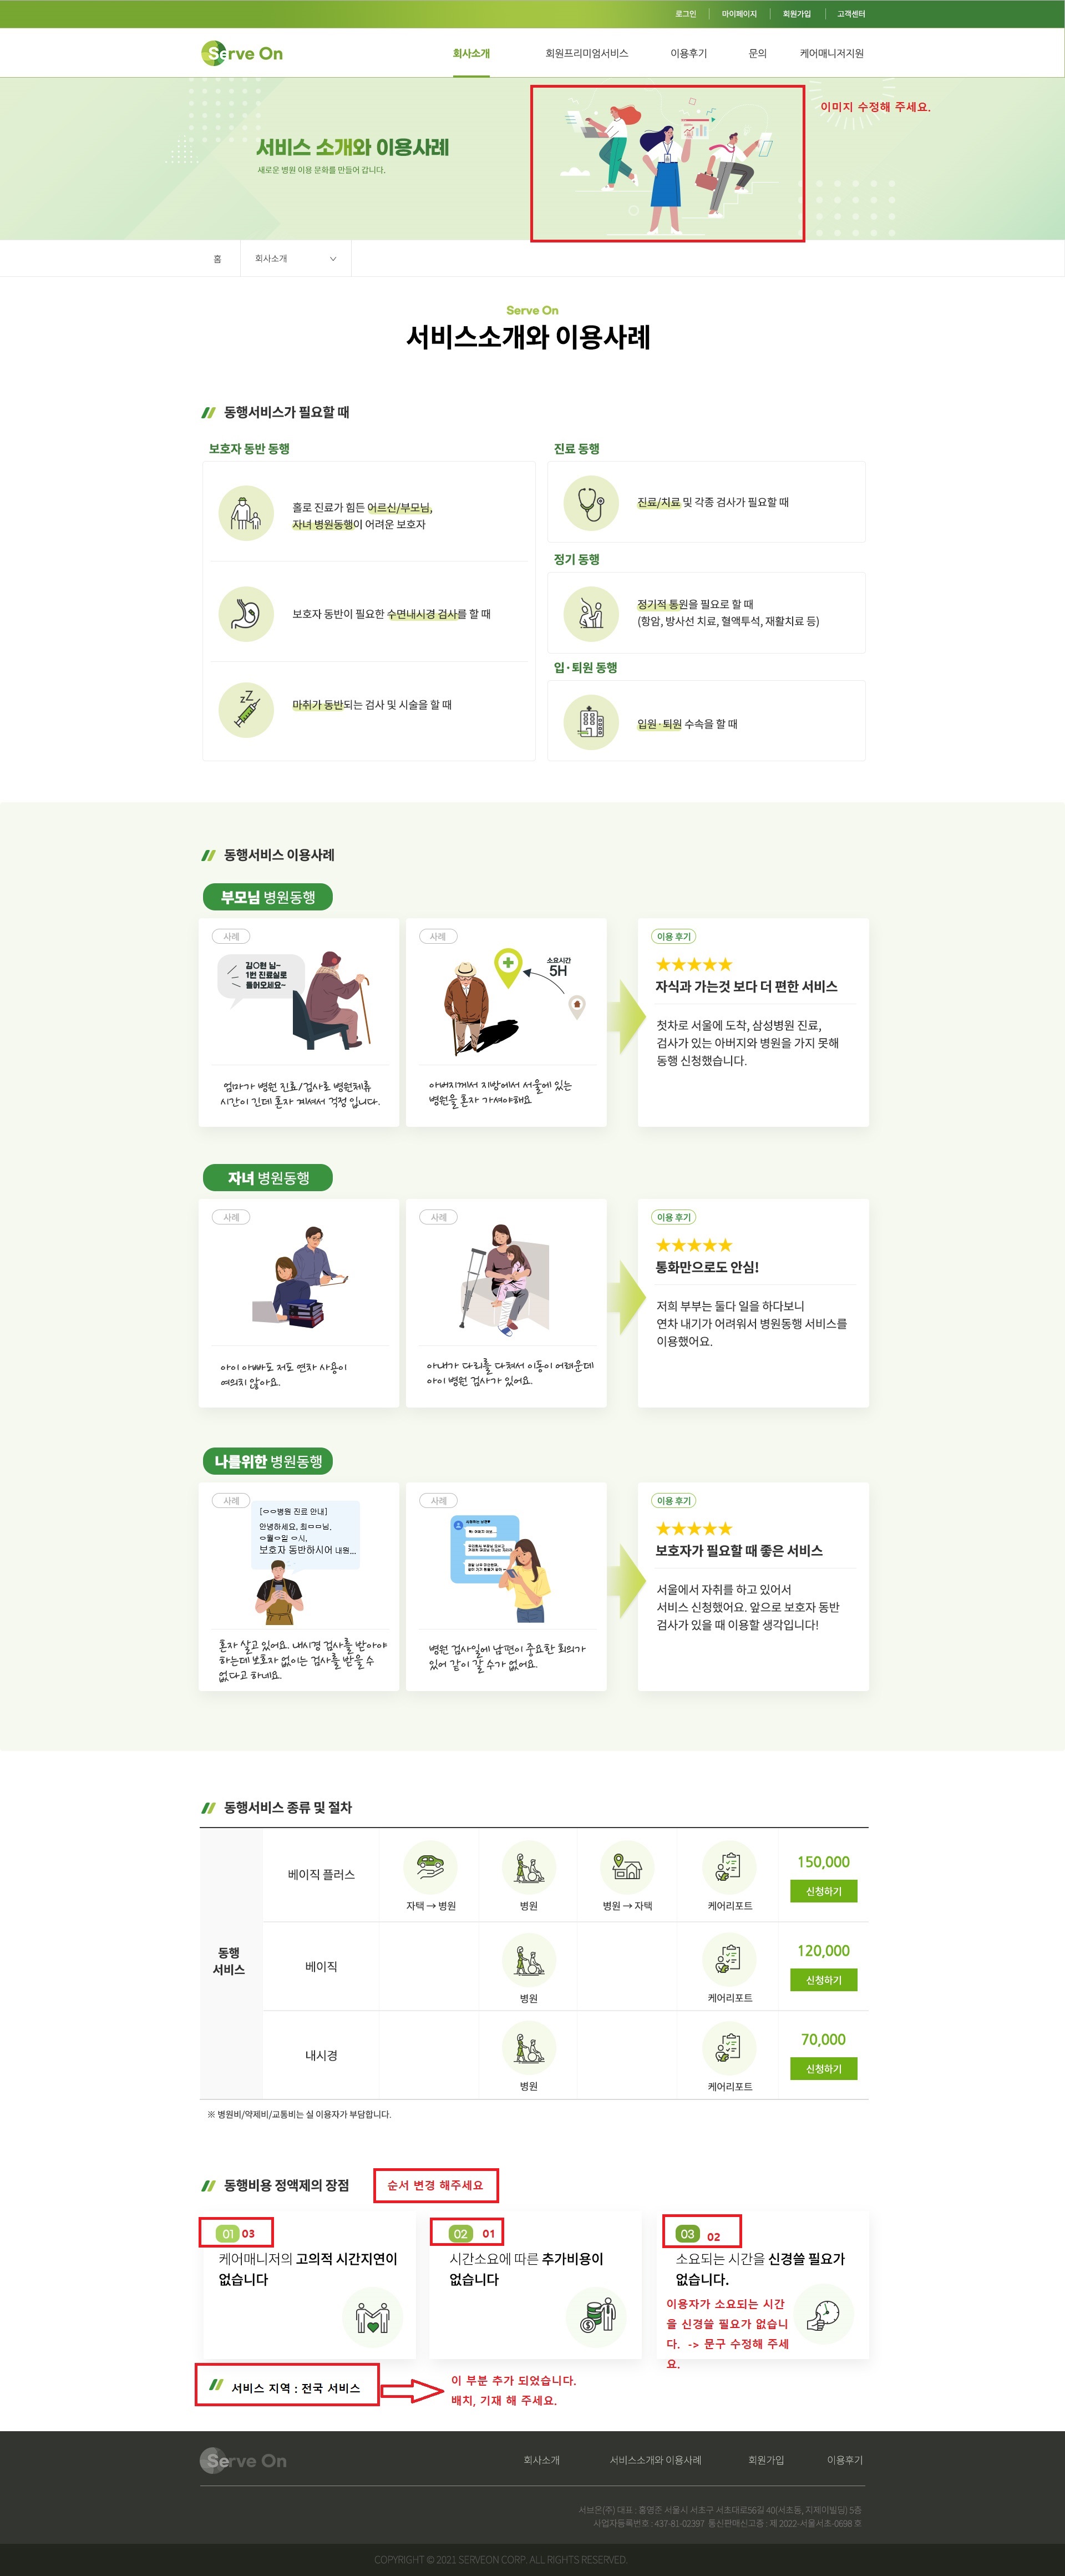 로그인 마이페이지 회원가입 고객센터
Serve On 회사소개 회원프리미엄서비스 이용후기 문의 케어매니저지원
이미지 수정해 주세요.
서비스 소개와 이용사례
새로운 병원 이용 문화를 만들어 갑니다.
홈 회사소개
Serve On
서비스소개와 이용사례
동행서비스가 필요할 때
보호자 동반 동행
홀로 진료가 힘든 어르신/부모님,
자녀 병원동행이 어려운 보호자
보호자 동반이 필요한 수면내시경 검사를 할 때
zZ
마취가 동반되는 검사 및 시술을 할 때
진료 동행
진료/치료 및 각종 검사가 필요할 때
정기 동행
정기적 통원을 필요로 할 때
(항암, 방사선 치료, 혈액투석, 재활치료 등)
입·퇴원 동행
입원·퇴원 수속을 할 때
동행서비스 이용사례
부모님 병원동행
사례
김O현 님~
1번 진료실로
들어오세요~
엄마가 병원 진료/검사로 병원체류
시간이 긴데 혼자 계셔서 걱정 입니다.
사례
소요시간
5H
아버지께서 지방에서 서울에 있는
병원을 혼자 가셔야해요
이용 후기
자식과 가는것 보다 더 편한 서비스
첫차로 서울에 도착, 삼성병원 진료,
검사가 있는 아버지와 병원을 가지 못해
동행 신청했습니다.
자녀 병원동행
사례
아이 아빠도 저도 연차 사용이
여의치 않아요.
사례
아내가 다리를 다쳐서 이동이 어려운데
아이 병원 검사가 있어요.
이용 후기
통화만으로도 안심!
저희 부부는 둘다 일을 하다보니
연차 내기가 어려워서 병원동행 서비스를
이용했어요.
나를위한 병원동행
사례
[ㅇㅇ병원 진료 안내]
안녕하세요, 최ㅁㅁ님.
ㅇ월ㅇ일 ㅇ시,
보호자 동반하시어 내원...
혼자 살고 있어요. 내시경 검사를 받아야
하는데 보호자 없이는 검사를 받을 수
없다고 하네요.
사례
병원 검사일에 남편이 중요한 회의가
있어 같이 갈 수가 없어요.
이용 후기
보호자가 필요할 때 좋은 서비스
서울에서 자취를 하고 있어서
서비스 신청했어요. 앞으로 보호자 동반
검사가 있을 때 이용할 생각입니다!
동행서비스 종류 및 절차
동행
서비스
베이직 플러스
자택 → 병원 병원 병원 → 자택 케어리포트
150,000
신청하기
베이직
병원 케어리포트
120,000
신청하기
내시경
병원 케어리포트
70,000
신청하기
※ 병원비/약제비/교통비는 실 이용자가 부담합니다.
동행비용 정액제의 장점 순서 변경 해주세요
01 03
케어매니저의 고의적 시간지연이
없습니다
02 01
시간소요에 따른 추가비용이
없습니다
03 02
소요되는 시간을 신경쓸 필요가
없습니다.
이용자가 소요되는 시간
을 신경쓸 필요가 없습니
다. -> 문구 수정해 주세
요.
서비스 지역 : 전국 서비스
이 부분 추가 되었습니다.
배치, 기재 해 주세요.
Serve On 회사소개 서비스소개와 이용사례 회원가입 이용후기
서브온(주) 대표 : 홍영준 서울시 서초구 서초대로56길 40(서초동, 지제이빌딩) 5층
사업자등록번호 : 437-81-02397 통신판매신고증 : 제 2022-서울서초-0698 호
COPYRIGHT © 2021 SERVEON CORP. ALL RIGHTS RESERVED.